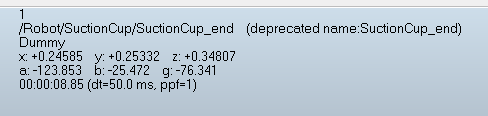 1
/Robot/SuctionCup/SuctionCup_end (deprecated name:SuctionCup_end)
Dummy
x: +0.24585 y: +0.25332 z: +0.34807
a: -123.853 b: -25.472 g: -76.341
00:00:08.85 (dt=50.0 ms, ppf=1)